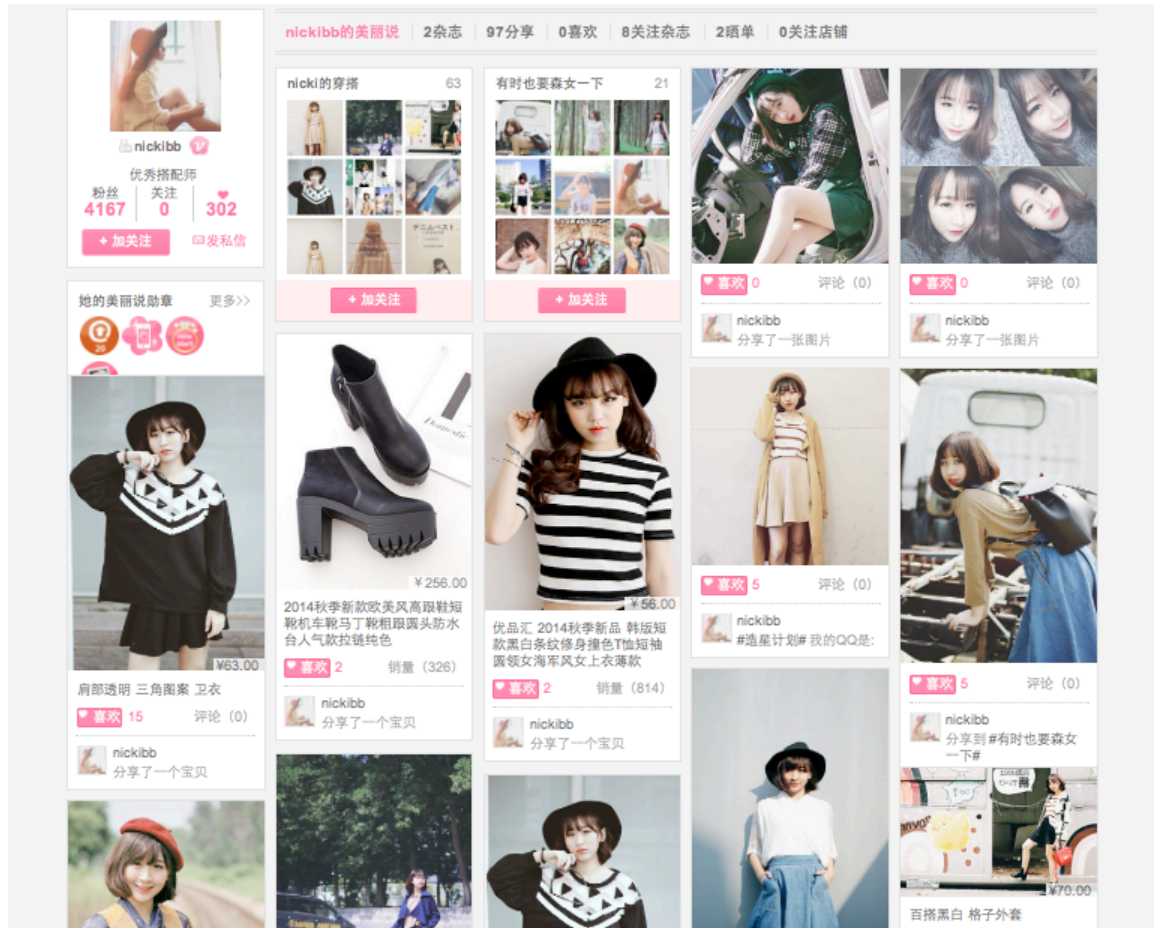 nickibb的美丽说 2杂志 97分享 0喜欢 8关注杂志 2晒单 0关注店铺
nickibb
优秀搭配师
粉丝 关注
4167 0 302
+ 加关注 发私信
她的美丽说勋章 更多>>
20
¥63.00
肩部透明 三角图案 卫衣
喜欢 15 评论（0）
nickibb
分享了一个宝贝
nicki的穿搭 63
+ 加关注
¥ 256.00
2014秋季新款欧美风高跟鞋短
靴机车靴马丁靴粗跟圆头防水
台人气款拉链纯色
喜欢 2 销量（326）
nickibb
分享了一个宝贝
有时也要森女一下 21
+ 加关注
¥ 56.00
优品汇 2014秋季新品 韩版短
款黑白条纹修身撞色T恤短袖
圆领女海军风女上衣薄款
喜欢 2 销量（814）
nickibb
分享了一个宝贝
喜欢 0 评论（0）
nickibb
分享了一张图片
喜欢 5 评论（0）
nickibb
#造星计划# 我的QQ是:
喜欢 0 评论（0）
nickibb
分享了一张图片
喜欢 5 评论（0）
nickibb
分享到 #有时也要森女
一下#
¥70.00
百搭黑白 格子外套